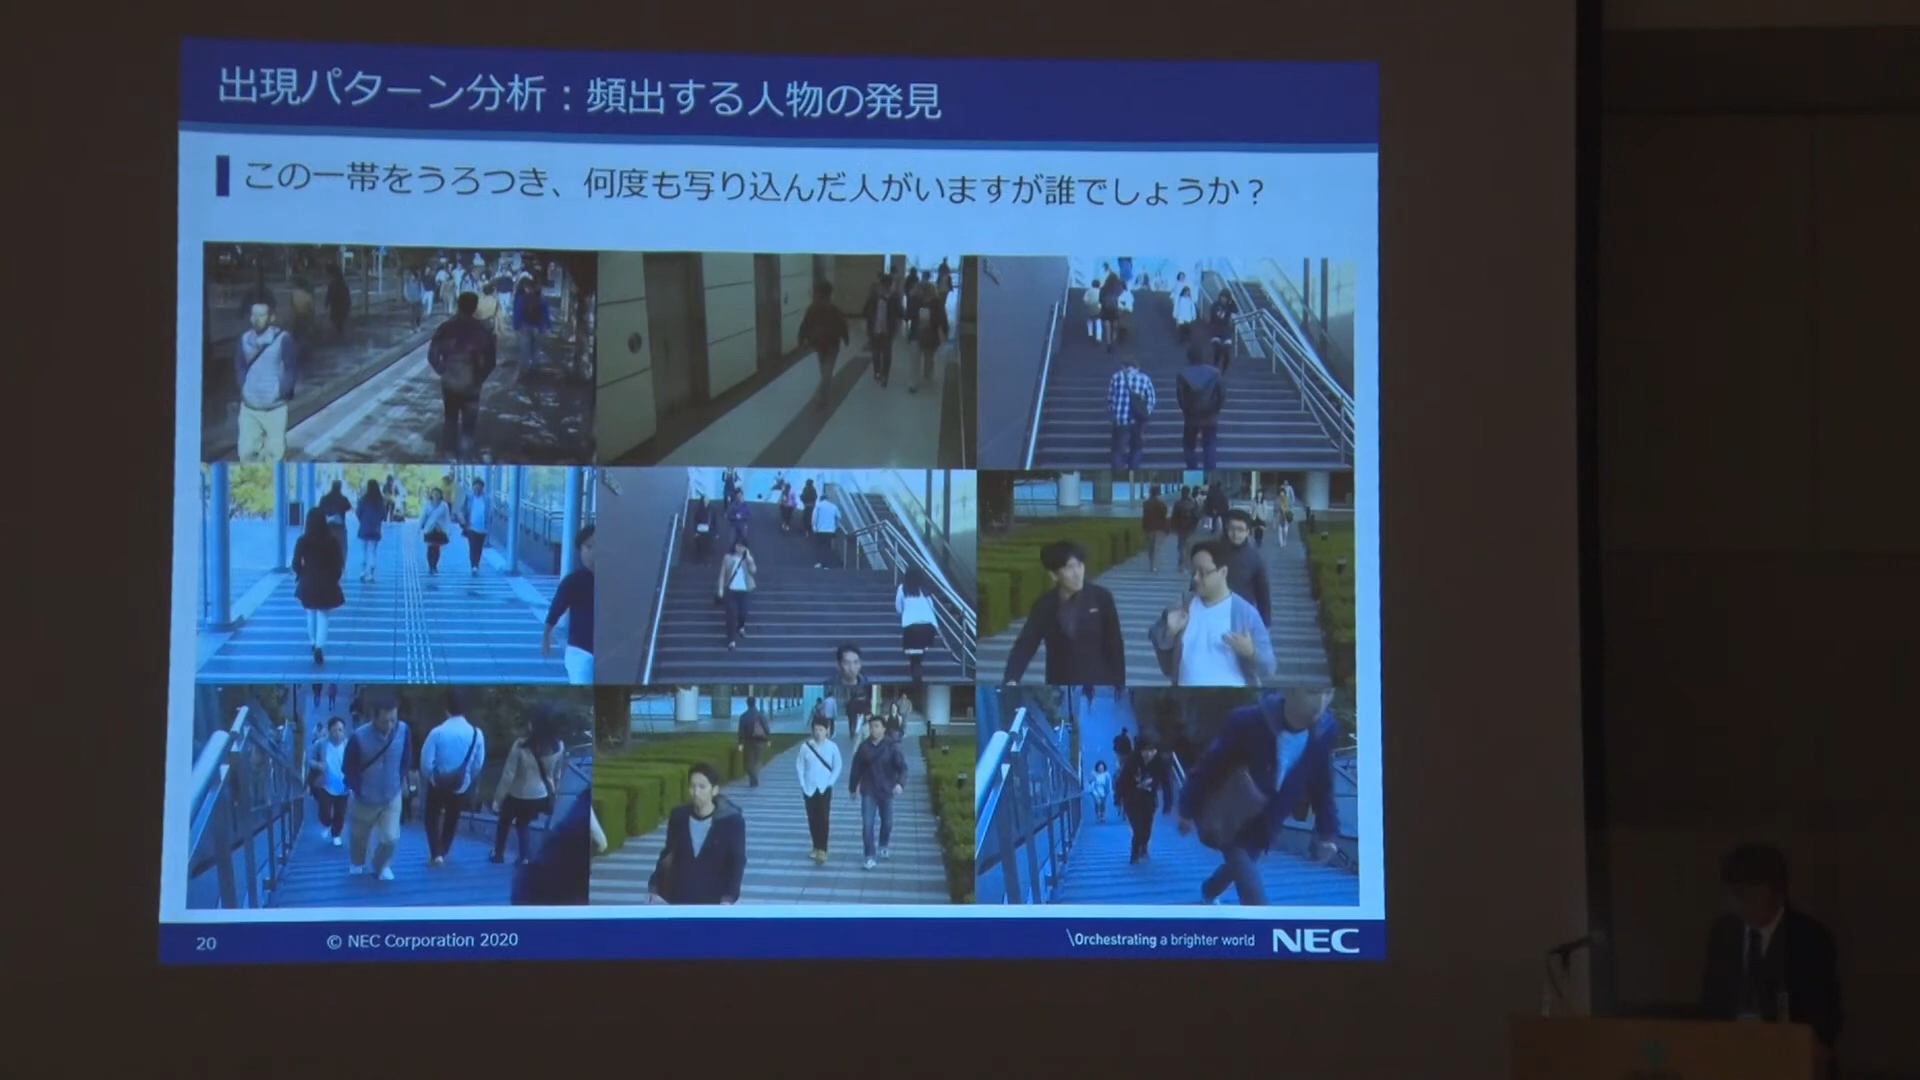 出現パターン分析：頻出する人物の発見
この一帯をうろつき、何度も写り込んだ人がいますが誰でしょうか？
20
© NEC Corporation 2020
\Orchestrating a brighter world
NEC